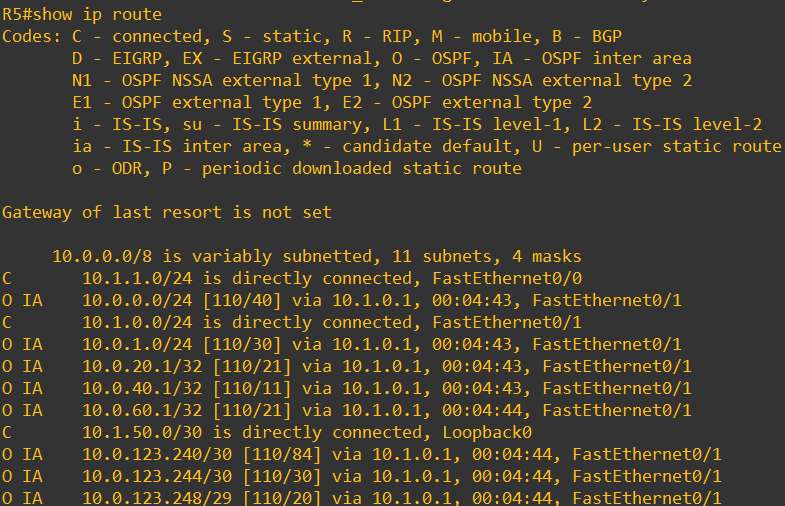 R5#show ip route
Codes: C - connected, S - static, R - RIP, M - mobile, B - BGP
       D - EIGRP, EX - EIGRP external, O - OSPF, IA - OSPF inter area
       N1 - OSPF NSSA external type 1, N2 - OSPF NSSA external type 2
       E1 - OSPF external type 1, E2 - OSPF external type 2
       i - IS-IS, su - IS-IS summary, L1 - IS-IS level-1, L2 - IS-IS level-2
       ia - IS-IS inter area, * - candidate default, U - per-user static route
       o - ODR, P - periodic downloaded static route

Gateway of last resort is not set

     10.0.0.0/8 is variably subnetted, 11 subnets, 4 masks
C       10.1.1.0/24 is directly connected, FastEthernet0/0
O IA    10.0.0.0/24 [110/40] via 10.1.0.1, 00:04:43, FastEthernet0/1
C       10.1.0.0/24 is directly connected, FastEthernet0/1
O IA    10.0.1.0/24 [110/30] via 10.1.0.1, 00:04:43, FastEthernet0/1
O IA    10.0.20.1/32 [110/21] via 10.1.0.1, 00:04:43, FastEthernet0/1
O IA    10.0.40.1/32 [110/11] via 10.1.0.1, 00:04:43, FastEthernet0/1
O IA    10.0.60.1/32 [110/21] via 10.1.0.1, 00:04:44, FastEthernet0/1
C       10.1.50.0/30 is directly connected, Loopback0
O IA    10.0.123.240/30 [110/84] via 10.1.0.1, 00:04:44, FastEthernet0/1
O IA    10.0.123.244/30 [110/30] via 10.1.0.1, 00:04:44, FastEthernet0/1
O IA    10.0.123.248/29 [110/20] via 10.1.0.1, 00:04:44, FastEthernet0/1